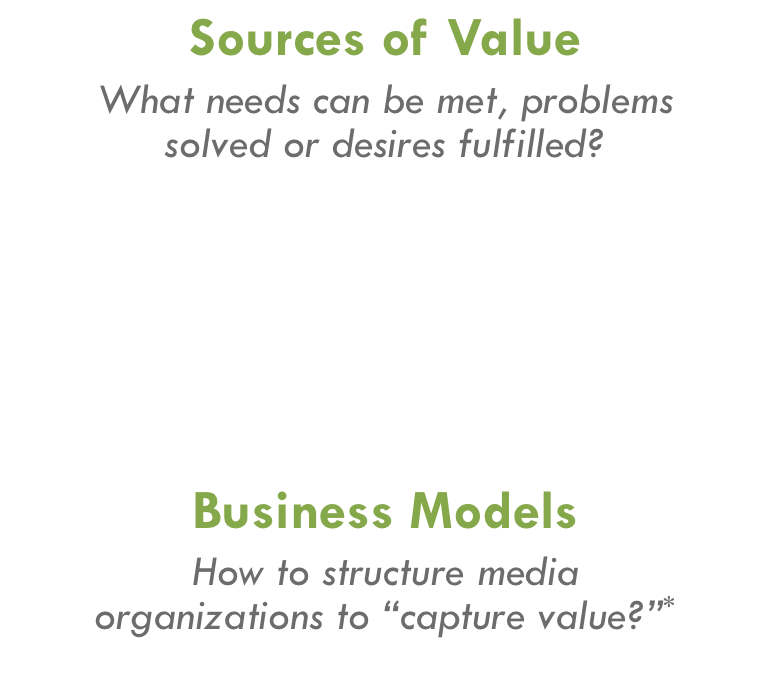 Sources of Value
What needs can be met, problems
solved or desires fulfilled?
Business Models
How to structure media
organizations to “capture value?”*